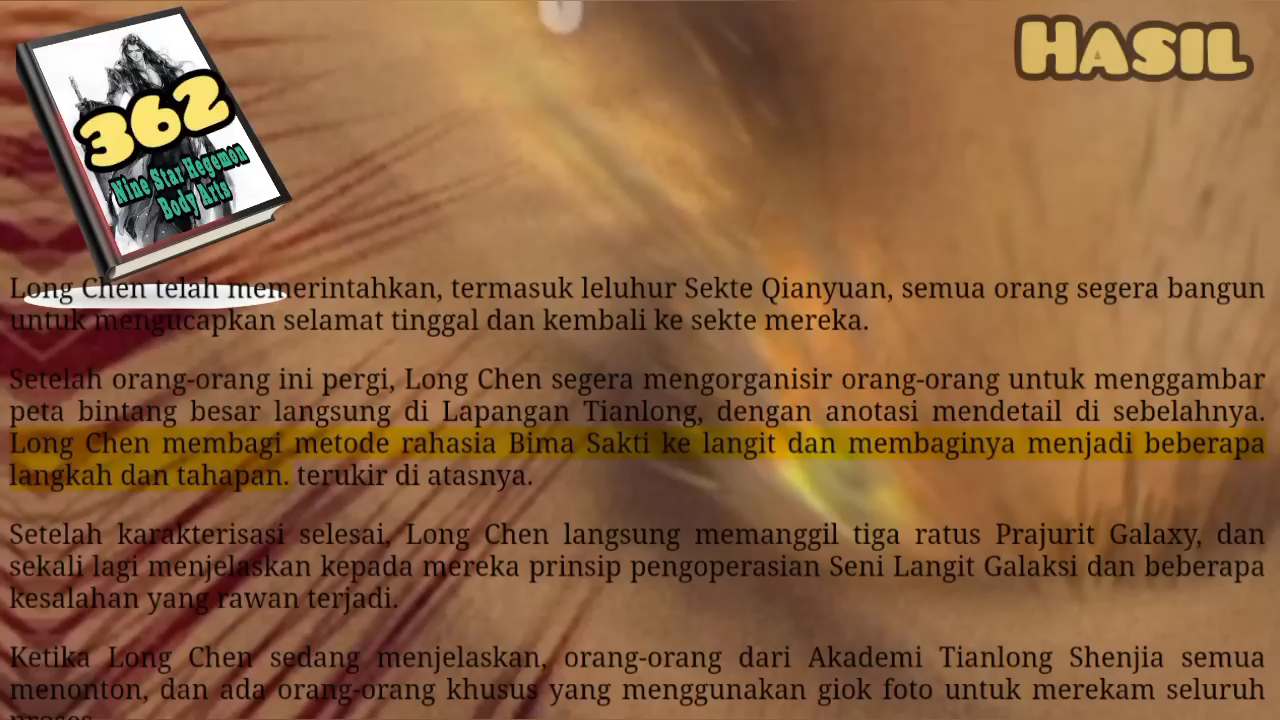 Hasil
362
Nine Star Hegemon
Body Arts
Long Chen telah memerintahkan, termasuk leluhur Sekte Qianyuan, semua orang segera bangun
untuk mengucapkan selamat tinggal dan kembali ke sekte mereka.
Setelah orang-orang ini pergi, Long Chen segera mengorganisir orang-orang untuk menggambar
peta bintang besar langsung di Lapangan Tianlong, dengan anotasi mendetail di sebelahnya.
Long Chen membagi metode rahasia Bima Sakti ke langit dan membaginya menjadi beberapa
langkah dan tahapan. terukir di atasnya.
Setelah karakterisasi selesai, Long Chen langsung memanggil tiga ratus Prajurit Galaxy, dan
sekali lagi menjelaskan kepada mereka prinsip pengoperasian Seni Langit Galaksi dan beberapa
kesalahan yang rawan terjadi.
Ketika Long Chen sedang menjelaskan, orang-orang dari Akademi Tianlong Shenjia semua
menonton, dan ada orang-orang khusus yang menggunakan giok foto untuk merekam seluruh